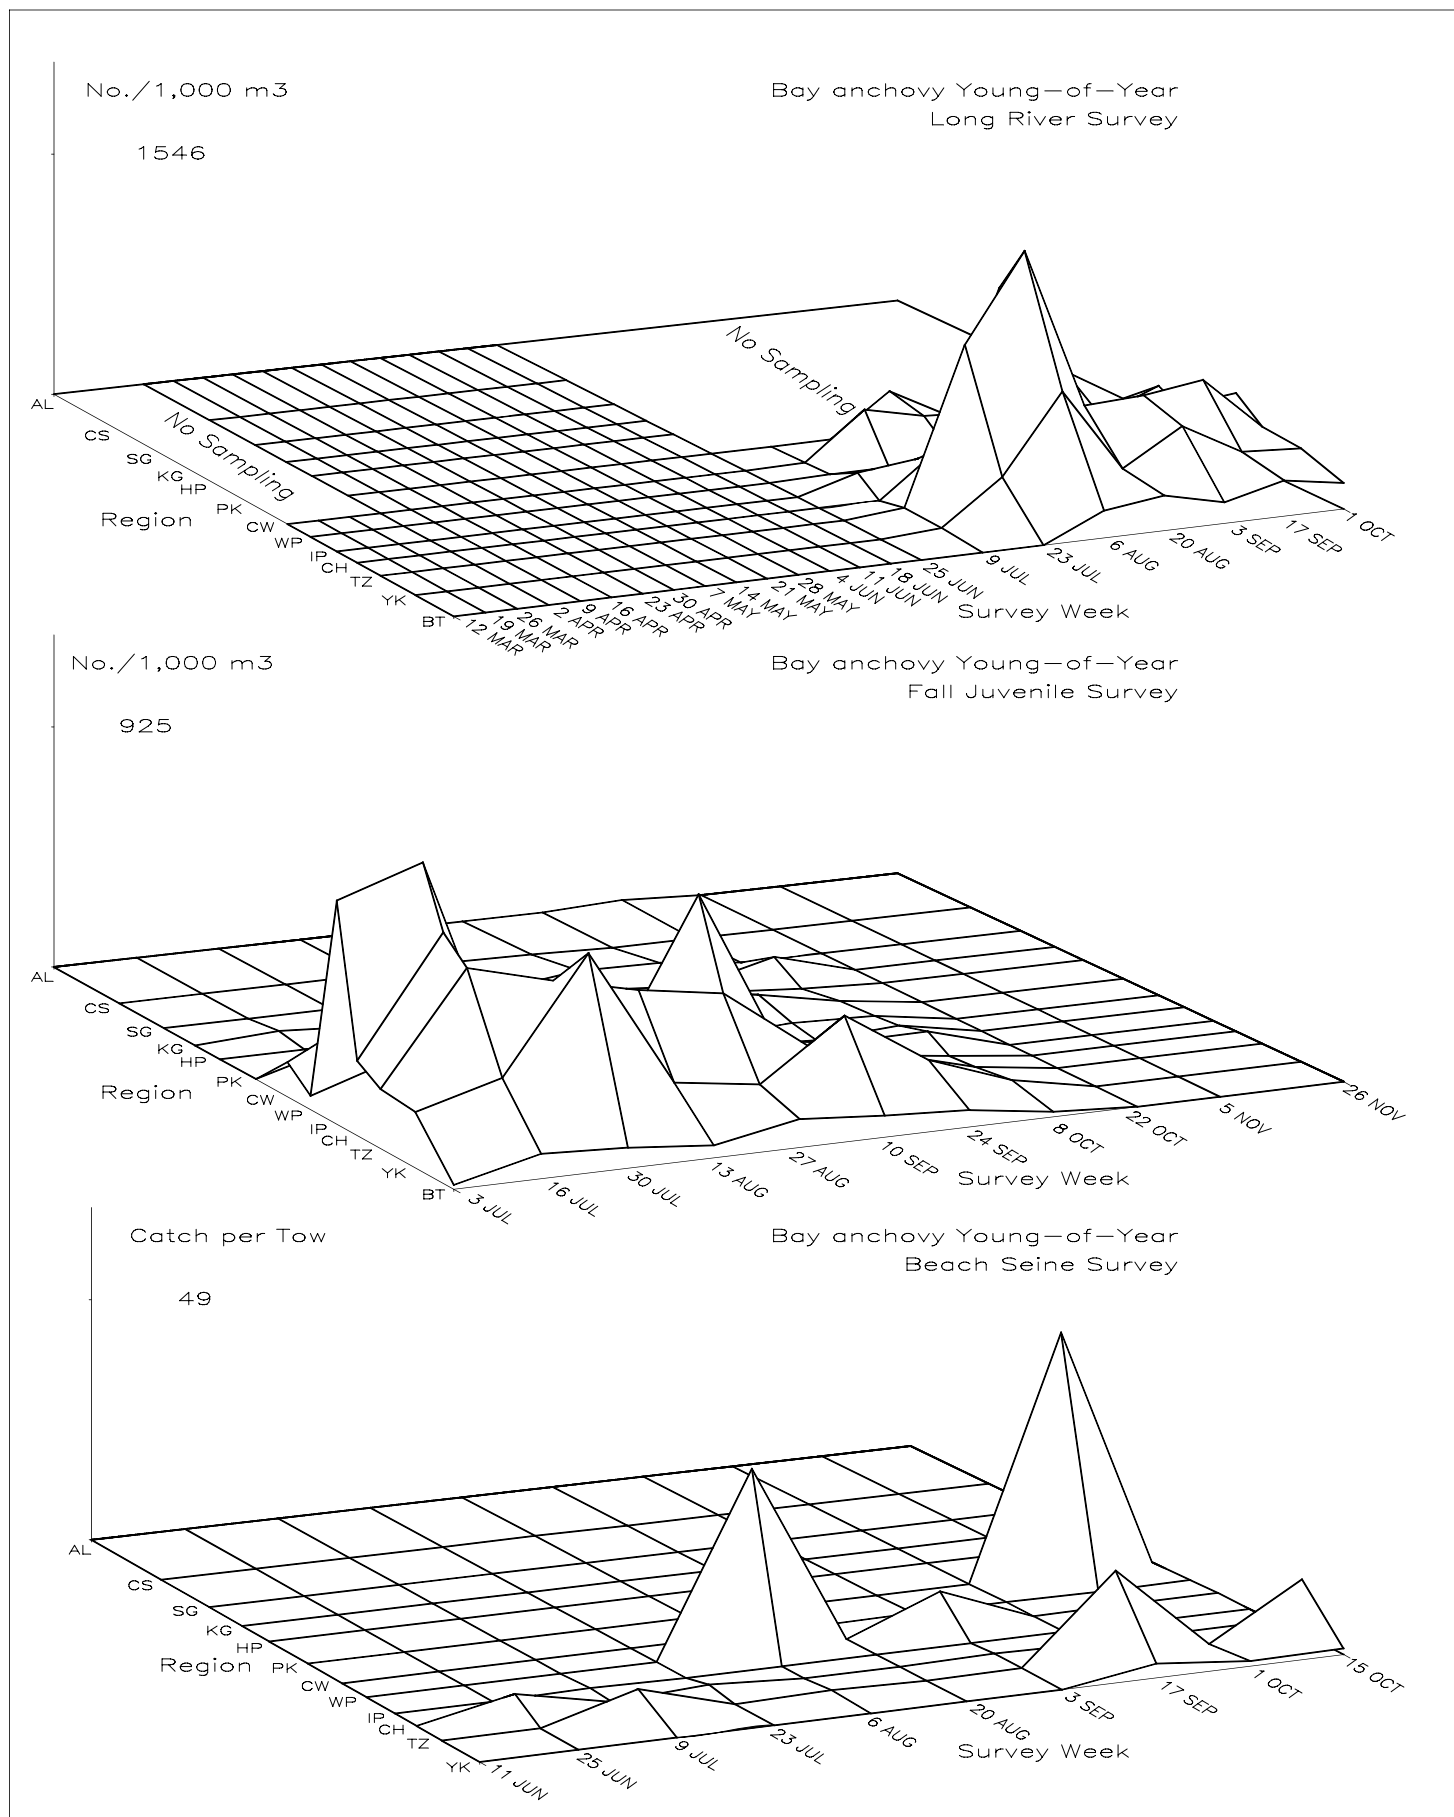 No./1,000 m3
Bay anchovy Young-of-Year
Long River Survey
1546
No Sampling
AL
CS
SG
KG
HP
PK
CW
WP
IP
CH
TZ
YK
BT
No Sampling
Region
12 MAR
19 MAR
26 MAR
2 APR
9 APR
16 APR
23 APR
30 APR
7 MAY
14 MAY
21 MAY
28 MAY
4 JUN
11 JUN
18 JUN
25 JUN
9 JUL
23 JUL
6 AUG
20 AUG
3 SEP
17 SEP
1 OCT
Survey Week
No./1,000 m3
Bay anchovy Young-of-Year
Fall Juvenile Survey
925
AL
CS
SG
KG
HP
PK
CW
WP
IP
CH
TZ
YK
BT
Region
3 JUL
16 JUL
30 JUL
13 AUG
27 AUG
10 SEP
24 SEP
8 OCT
22 OCT
5 NOV
26 NOV
Survey Week
Catch per Tow
Bay anchovy Young-of-Year
Beach Seine Survey
49
AL
CS
SG
KG
HP
PK
CW
WP
IP
CH
TZ
YK
Region
11 JUN
25 JUN
9 JUL
23 JUL
6 AUG
20 AUG
3 SEP
17 SEP
1 OCT
15 OCT
Survey Week